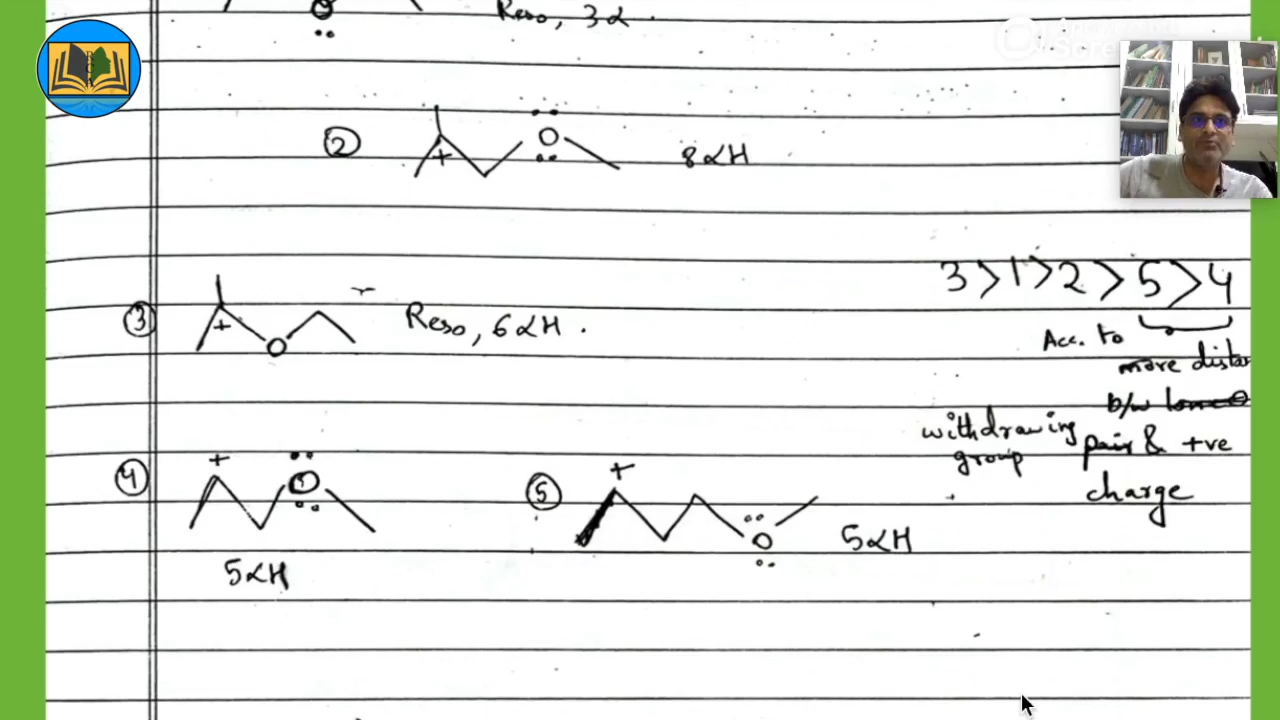 O
Reso, 3α.
② + O 8αH
3>1>2>5>4
③ + O Reso, 6αH.
Acc. to
more distan
b/w
withdrawing
group pair & +ve
charge
④ + O
⑤ + O 5αH
5αH